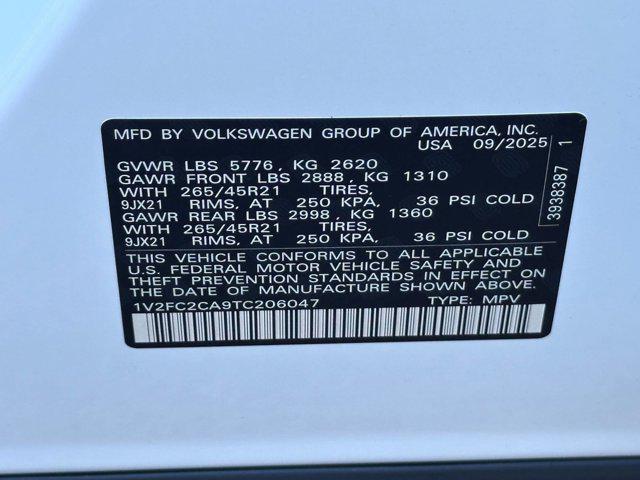 MFD BY VOLKSWAGEN GROUP OF AMERICA, INC.
USA 09/2025
GVWR LBS 5776 , KG 2620
GAWR FRONT LBS 2888 , KG 1310
WITH 265/45R21 TIRES,
9JX21 RIMS, AT 250 KPA, 36 PSI COLD
GAWR REAR LBS 2998 , KG 1360
WITH 265/45R21 TIRES,
9JX21 RIMS, AT 250 KPA, 36 PSI COLD
THIS VEHICLE CONFORMS TO ALL APPLICABLE
U.S. FEDERAL MOTOR VEHICLE SAFETY AND
THEFT PREVENTION STANDARDS IN EFFECT ON
THE DATE OF MANUFACTURE SHOWN ABOVE.
1V2FC2CA9TC206047 TYPE: MPV
3938387 1